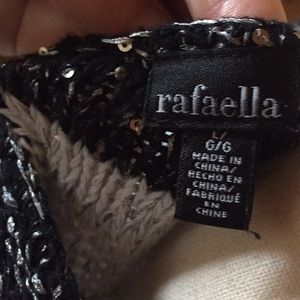 rafaella
L/
G/G
MADE IN
CHINA/
HECHO EN
CHINA/
FABRIQUÉ
EN
CHINE